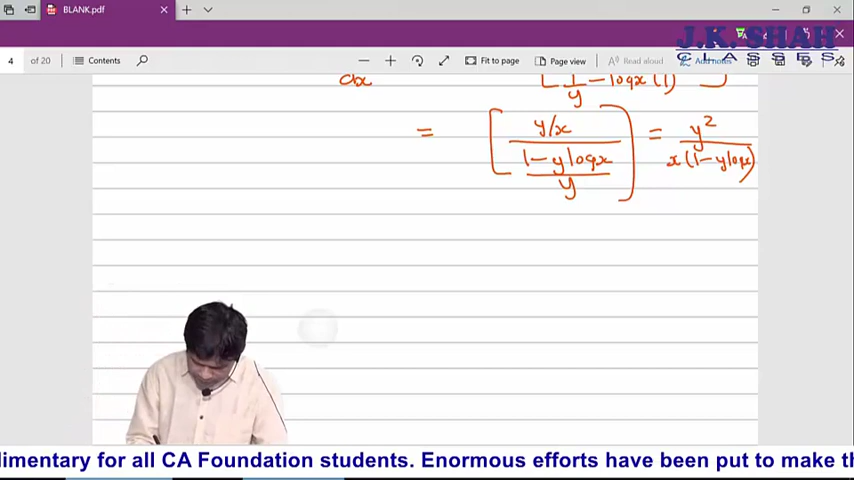 BLANK.pdf
J.K. SHAH
CLASSES
4 of 20 Contents Fit to page Page view Read aloud Add notes
dx [ 1/y - logx (1) ]
= [ y/x / (1-ylogx / y) ] = y² / x(1-ylogx)
limentary for all CA Foundation students. Enormous efforts have been put to make th